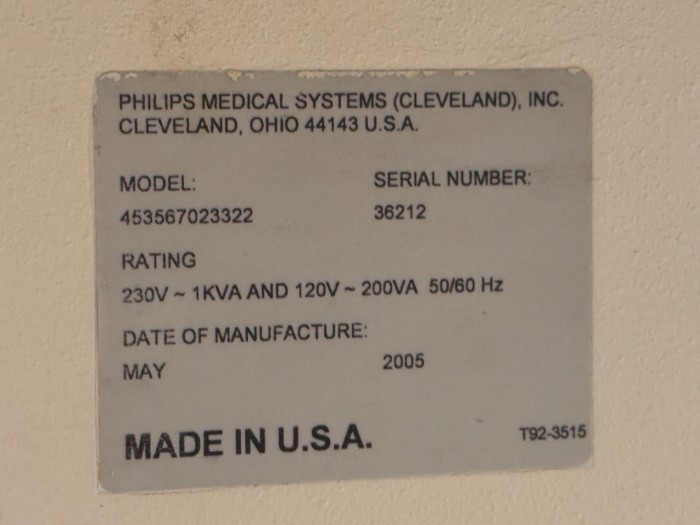 PHILIPS MEDICAL SYSTEMS (CLEVELAND), INC.
CLEVELAND, OHIO 44143 U.S.A.
MODEL: SERIAL NUMBER:
453567023322 36212
RATING
230V ~ 1KVA AND 120V ~ 200VA 50/60 Hz
DATE OF MANUFACTURE:
MAY 2005
MADE IN U.S.A. T92-3515